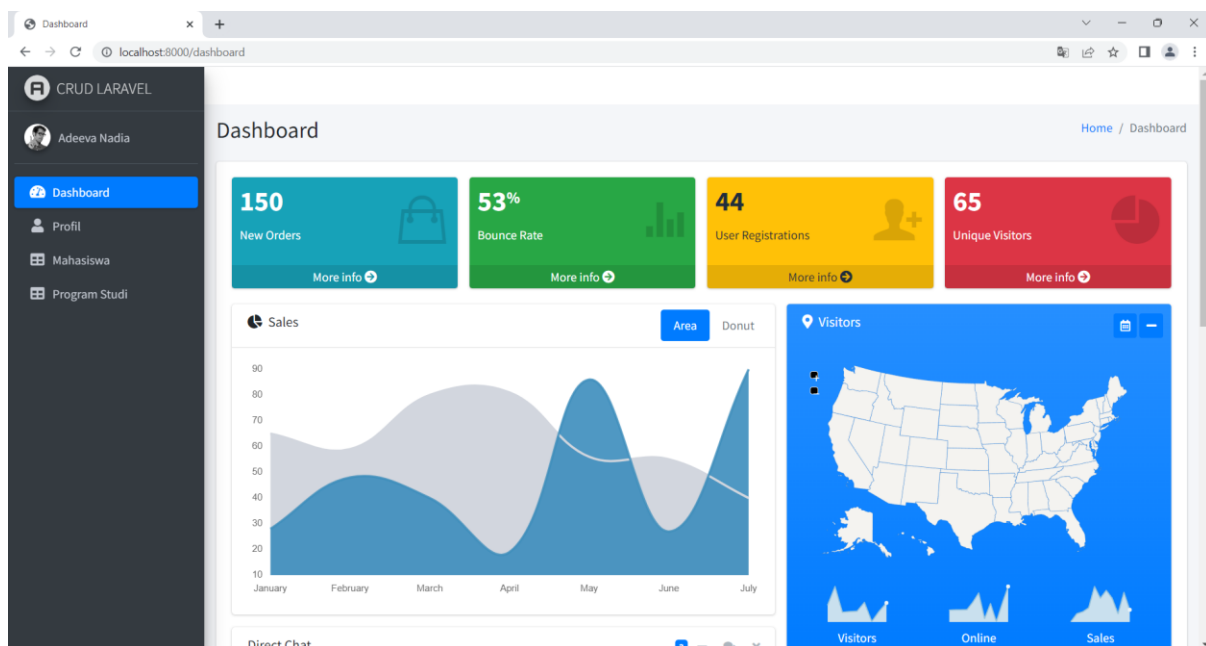 Dashboard
localhost:8000/dashboard
CRUD LARAVEL
Adeeva Nadia
Dashboard
Profil
Mahasiswa
Program Studi
Dashboard
Home / Dashboard
150
New Orders
More info
53%
Bounce Rate
More info
44
User Registrations
More info
65
Unique Visitors
More info
Sales
Area
Donut
90
80
70
60
50
40
30
20
10
January February March April May June July
Visitors
Visitors Online Sales
Direct Chat